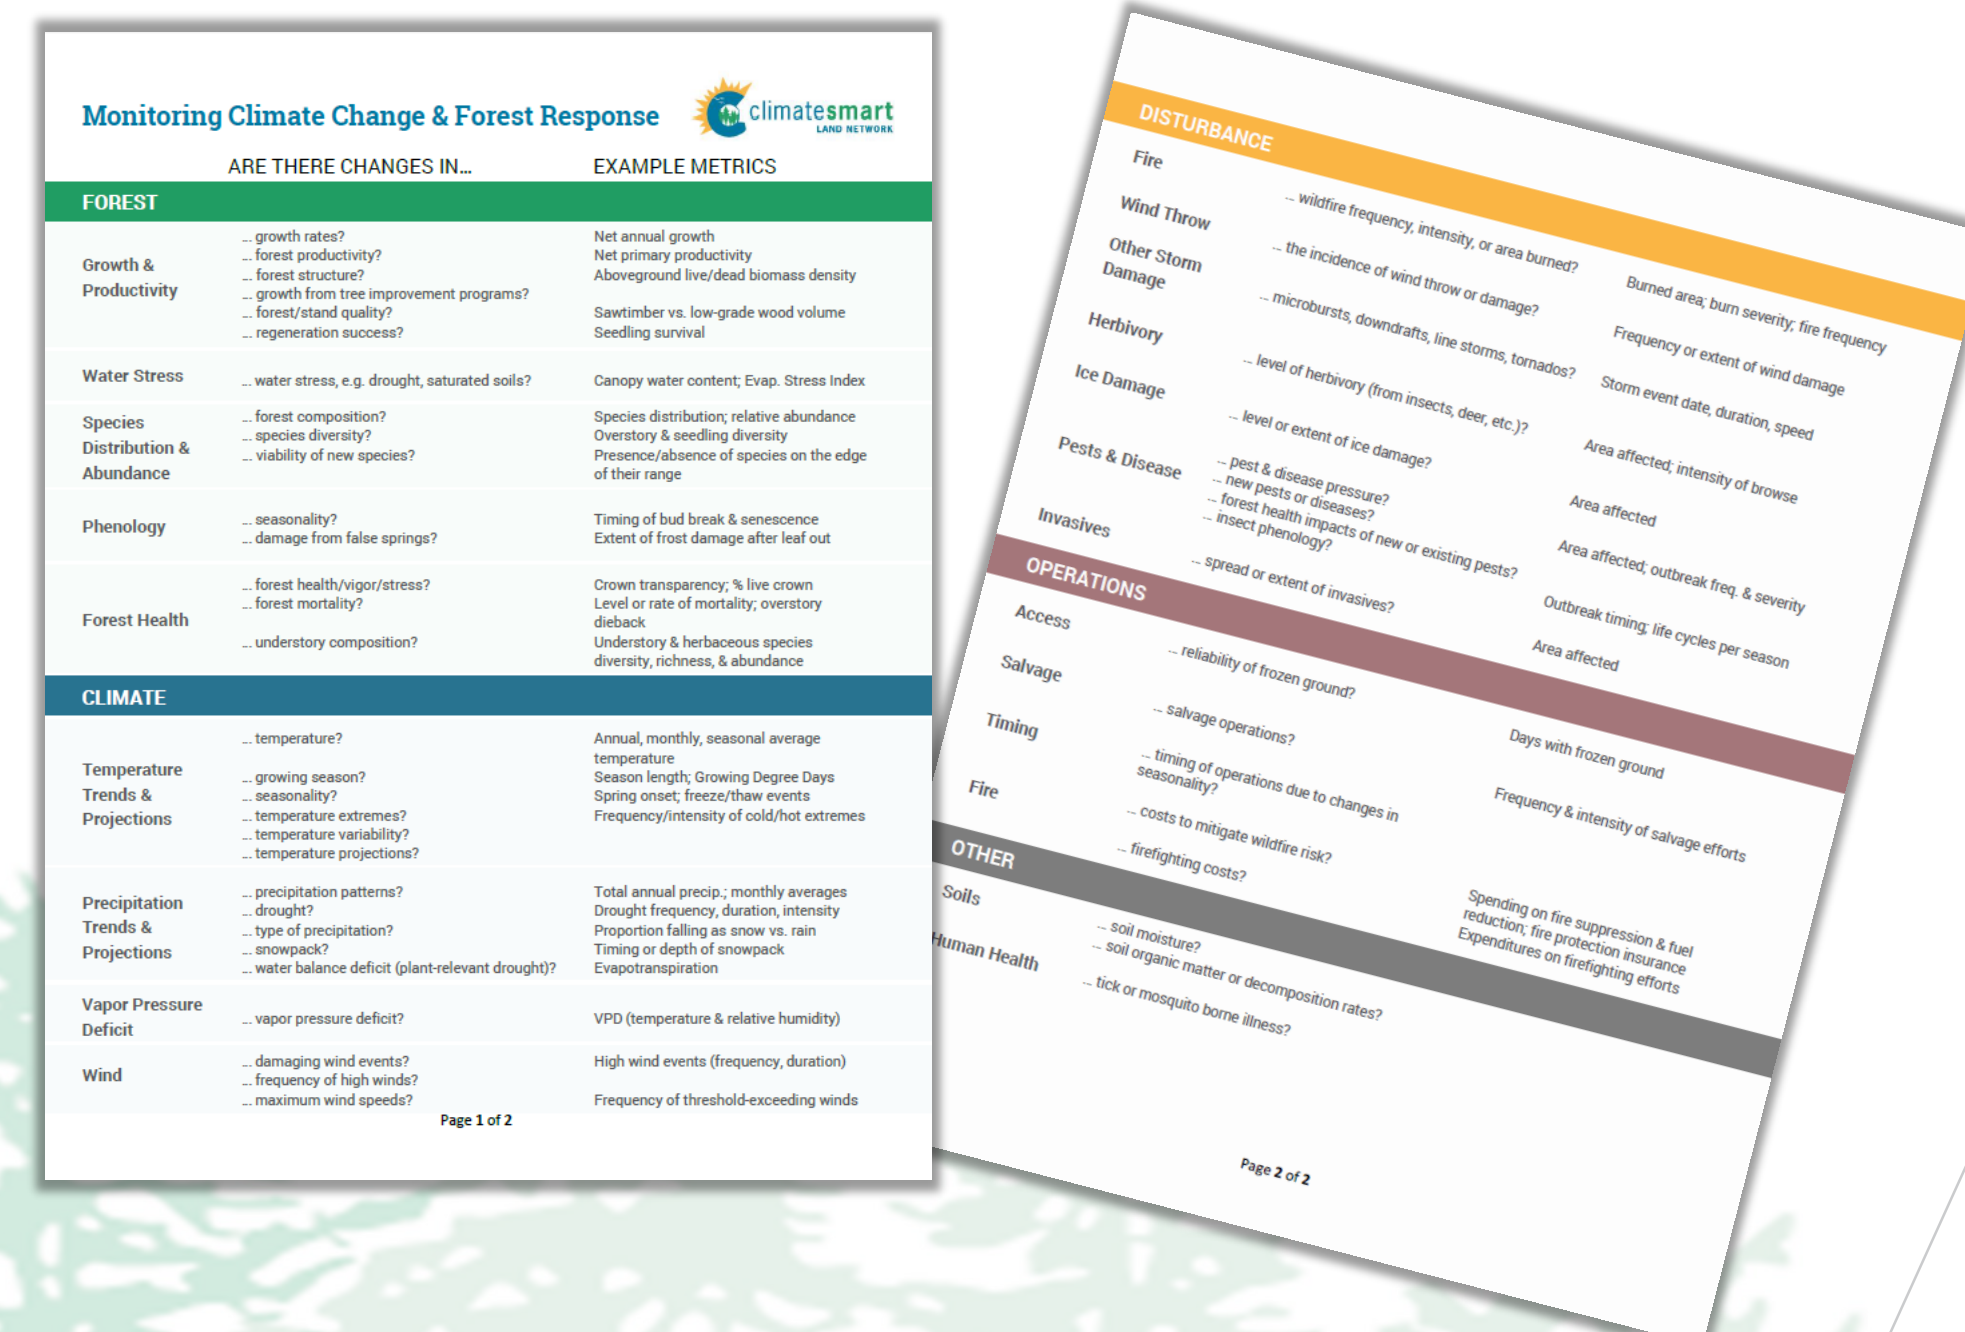 Monitoring Climate Change & Forest Response
climatesmart
LAND NETWORK
ARE THERE CHANGES IN... EXAMPLE METRICS
FOREST
Growth &
Productivity
... growth rates? Net annual growth
... forest productivity? Net primary productivity
... forest structure? Aboveground live/dead biomass density
... growth from tree improvement programs?
... forest/stand quality? Sawtimber vs. low-grade wood volume
... regeneration success? Seedling survival
Water Stress
... water stress, e.g. drought, saturated soils? Canopy water content; Evap. Stress Index
Species
Distribution &
Abundance
... forest composition? Species distribution; relative abundance
... species diversity? Overstory & seedling diversity
... viability of new species? Presence/absence of species on the edge
of their range
Phenology
... seasonality? Timing of bud break & senescence
... damage from false springs? Extent of frost damage after leaf out
Forest Health
... forest health/vigor/stress? Crown transparency; % live crown
... forest mortality? Level or rate of mortality; overstory
dieback
... understory composition? Understory & herbaceous species
diversity, richness, & abundance
CLIMATE
Temperature
Trends &
Projections
... temperature? Annual, monthly, seasonal average
temperature
... growing season? Season length; Growing Degree Days
... seasonality? Spring onset; freeze/thaw events
... temperature extremes? Frequency/intensity of cold/hot extremes
... temperature variability?
... temperature projections?
Precipitation
Trends &
Projections
... precipitation patterns? Total annual precip.; monthly averages
... drought? Drought frequency, duration, intensity
... type of precipitation? Proportion falling as snow vs. rain
... snowpack? Timing or depth of snowpack
... water balance deficit (plant-relevant drought)? Evapotranspiration
Vapor Pressure
Deficit
... vapor pressure deficit? VPD (temperature & relative humidity)
Wind
... damaging wind events? High wind events (frequency, duration)
... frequency of high winds?
... maximum wind speeds? Frequency of threshold-exceeding winds
Page 1 of 2
DISTURBANCE
Fire
... wildfire frequency, intensity, or area burned? Burned area; burn severity; fire frequency
Wind Throw
... the incidence of wind throw or damage? Frequency or extent of wind damage
Other Storm
Damage
... microbursts, downdrafts, line storms, tornados? Storm event date, duration, speed
Herbivory
... level of herbivory (from insects, deer, etc.)? Area affected; intensity of browse
Ice Damage
... level or extent of ice damage? Area affected
Pests & Disease
... pest & disease pressure? Area affected; outbreak freq. & severity
... new pests or diseases?
... forest health impacts of new or existing pests?
... insect phenology? Outbreak timing; life cycles per season
Invasives
... spread or extent of invasives? Area affected
OPERATIONS
Access
... reliability of frozen ground? Days with frozen ground
Salvage
... salvage operations? Frequency & intensity of salvage efforts
Timing
... timing of operations due to changes in
seasonality?
Fire
... costs to mitigate wildfire risk? Spending on fire suppression & fuel
reduction; fire protection insurance
... firefighting costs? Expenditures on firefighting efforts
OTHER
Soils
... soil moisture?
... soil organic matter or decomposition rates?
Human Health
... tick or mosquito borne illness?
Page 2 of 2